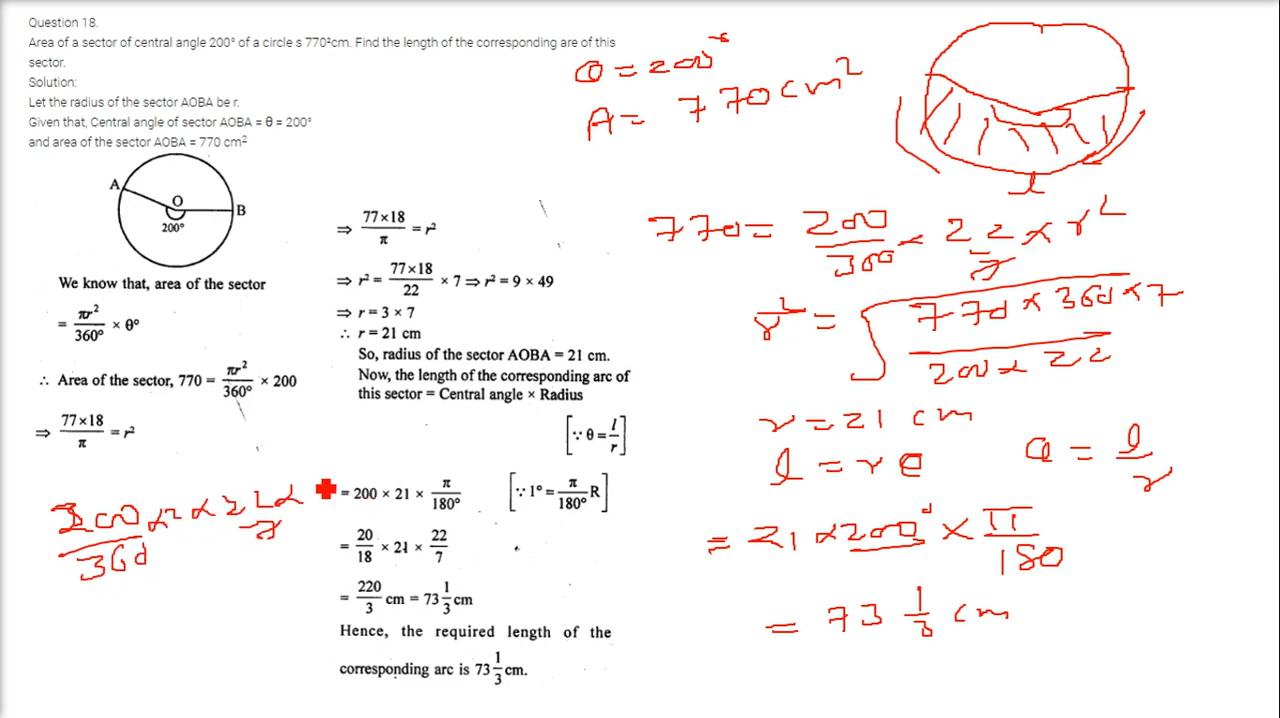 Question 18.
Area of a sector of central angle 200° of a circle s 770²cm. Find the length of the corresponding are of this
sector.
Solution:
Let the radius of the sector AOBA be r.
Given that, Central angle of sector AOBA = θ = 200°
and area of the sector AOBA = 770 cm²
A
O
B
200°
We know that, area of the sector
= πr²/360° × θ°
∴ Area of the sector, 770 = πr²/360° × 200
⇒ 77×18/π = r²
⇒ 77×18/π = r²
⇒ r² = 77×18/22 × 7 ⇒ r² = 9 × 49
⇒ r = 3 × 7
∴ r = 21 cm
So, radius of the sector AOBA = 21 cm.
Now, the length of the corresponding arc of
this sector = Central angle × Radius
[∵ θ = l/r]
= 200 × 21 × π/180° [∵ 1° = π/180° R]
= 20/18 × 21 × 22/7
= 220/3 cm = 73 1/3 cm
Hence, the required length of the
corresponding arc is 73 1/3 cm.
θ = 200°
A = 770 cm²
l
770 = 200/360 × 22/7 × r²
r² = √770 × 360 × 7/200 × 22
r = 21 cm
l = r θ θ = l/r
= 21 × 200° × π/180
= 73 1/3 cm
200/360 × 2 × 22/7 ×